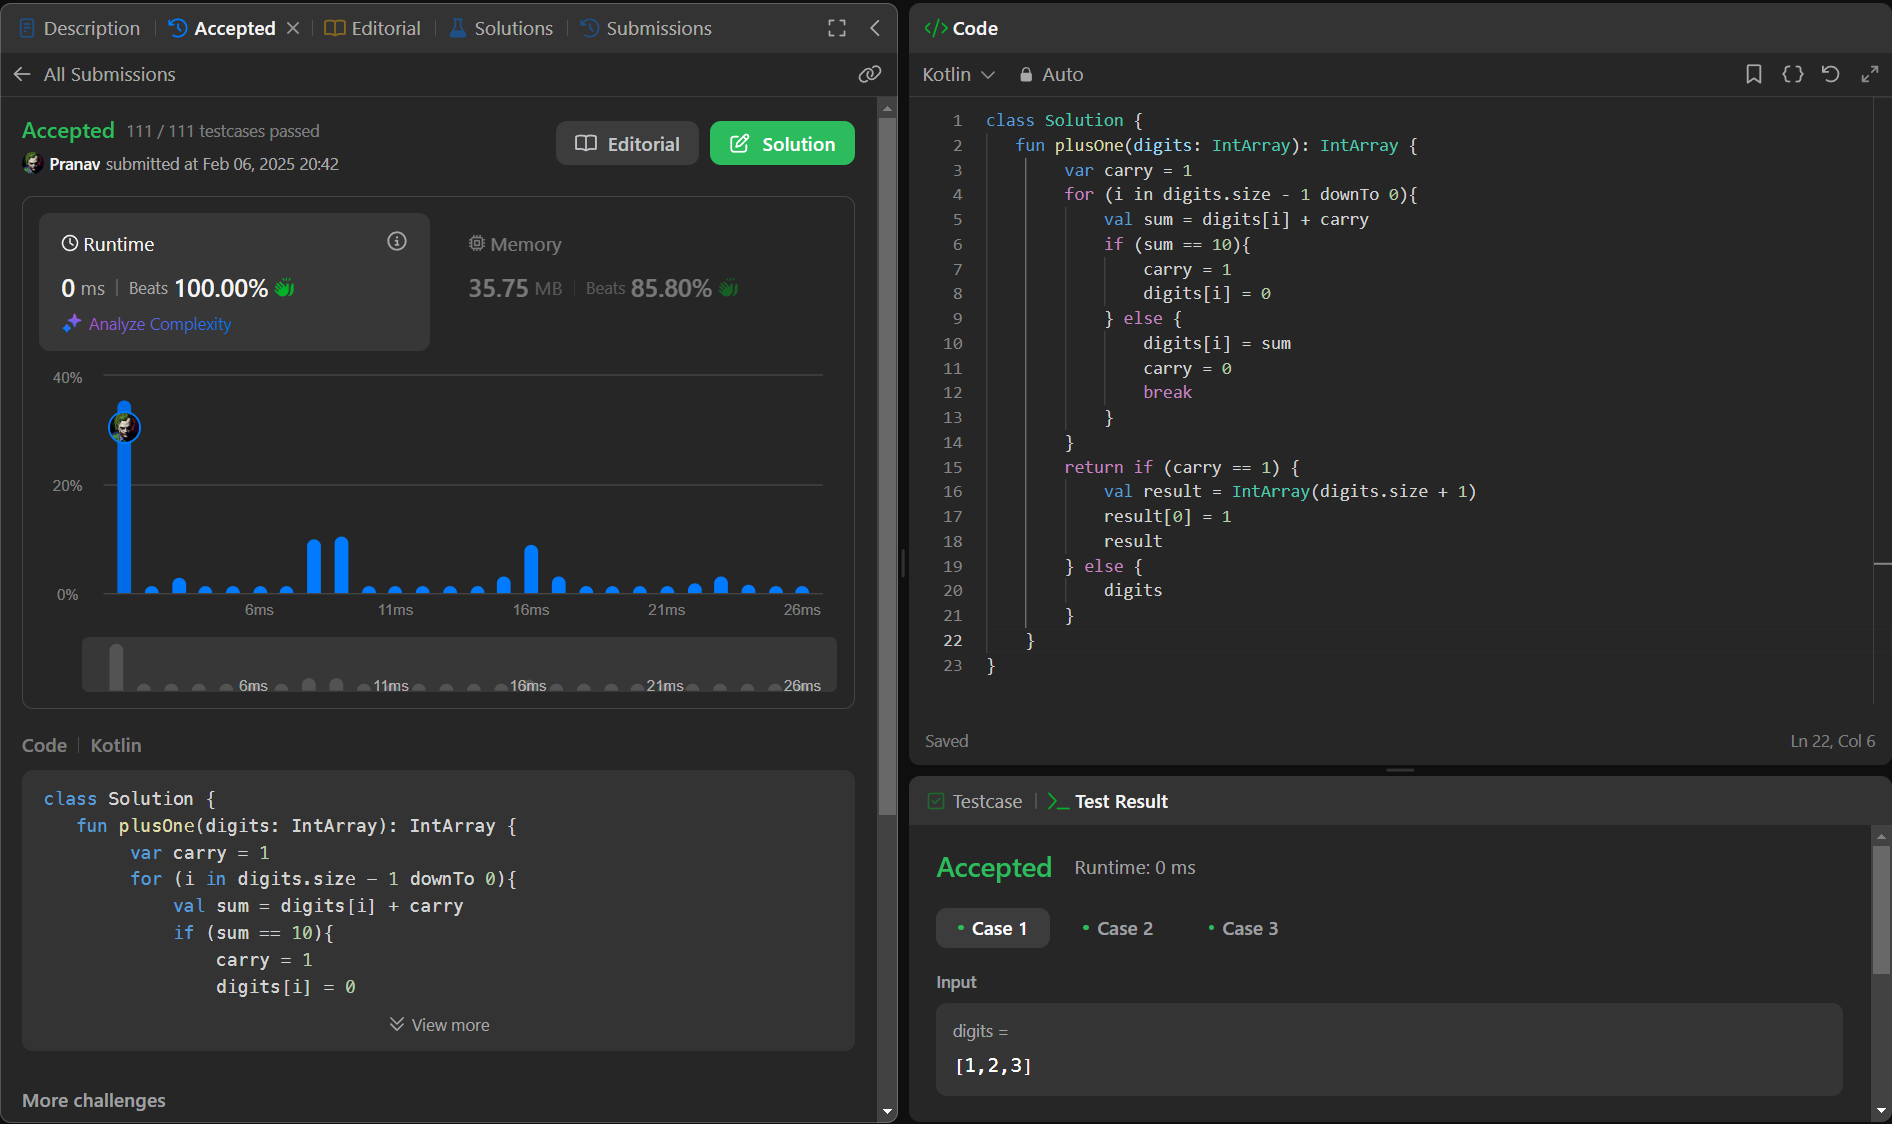 Description
Accepted
Editorial
Solutions
Submissions
All Submissions
Accepted 111 / 111 testcases passed
Pranav submitted at Feb 06, 2025 20:42
Editorial
Solution
Runtime
0 ms | Beats 100.00%
Analyze Complexity
Memory
35.75 MB | Beats 85.80%
40%
20%
0%
6ms 11ms 16ms 21ms 26ms
6ms 11ms 16ms 21ms 26ms
Code | Kotlin
class Solution {
fun plusOne(digits: IntArray): IntArray {
var carry = 1
for (i in digits.size - 1 downTo 0){
val sum = digits[i] + carry
if (sum == 10){
carry = 1
digits[i] = 0
View more
More challenges
Code
Kotlin
Auto
1 class Solution {
2 fun plusOne(digits: IntArray): IntArray {
3 var carry = 1
4 for (i in digits.size - 1 downTo 0){
5 val sum = digits[i] + carry
6 if (sum == 10){
7 carry = 1
8 digits[i] = 0
9 } else {
10 digits[i] = sum
11 carry = 0
12 break
13 }
14 }
15 return if (carry == 1) {
16 val result = IntArray(digits.size + 1)
17 result[0] = 1
18 result
19 } else {
20 digits
21 }
22 }
23 }
Saved
Ln 22, Col 6
Testcase
Test Result
Accepted Runtime: 0 ms
Case 1
Case 2
Case 3
Input
digits =
[1,2,3]